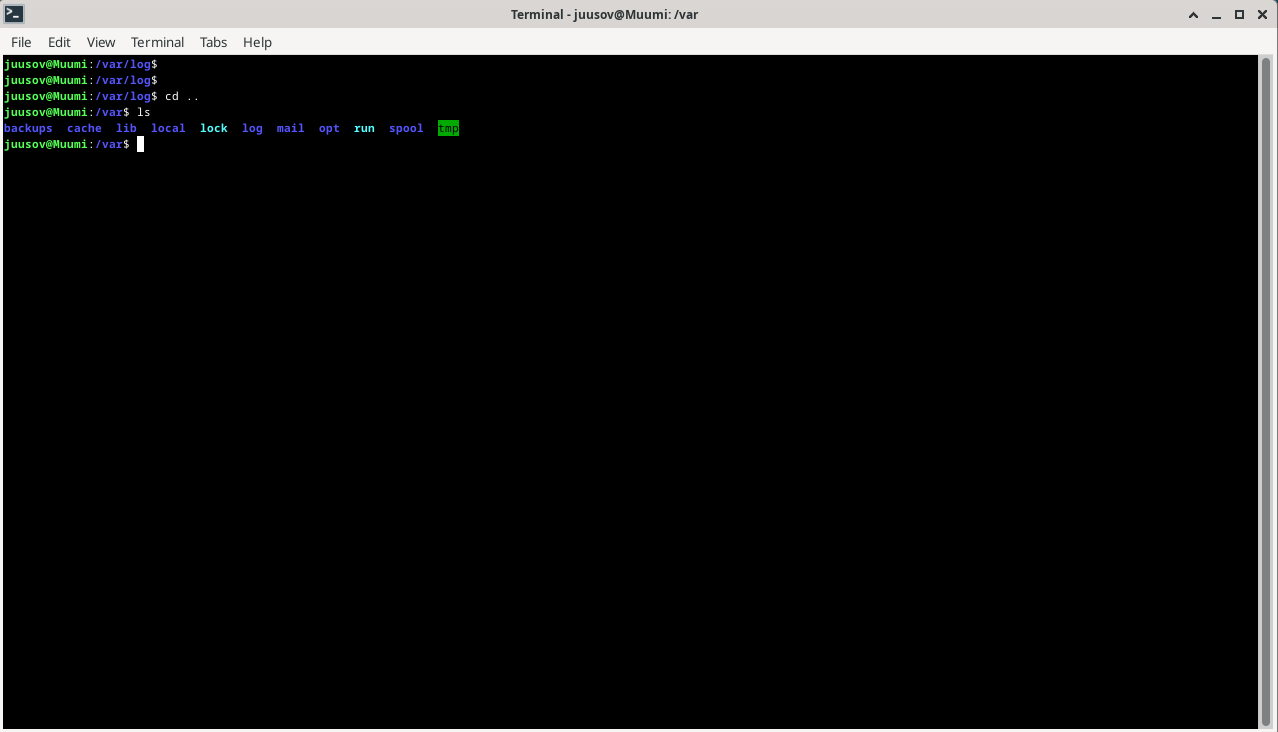 Terminal - juusov@Muumi: /var
File Edit View Terminal Tabs Help
juusov@Muumi:/var/log$
juusov@Muumi:/var/log$
juusov@Muumi:/var/log$ cd ..
juusov@Muumi:/var$ ls
backups cache lib local lock log mail opt run spool tmp
juusov@Muumi:/var$